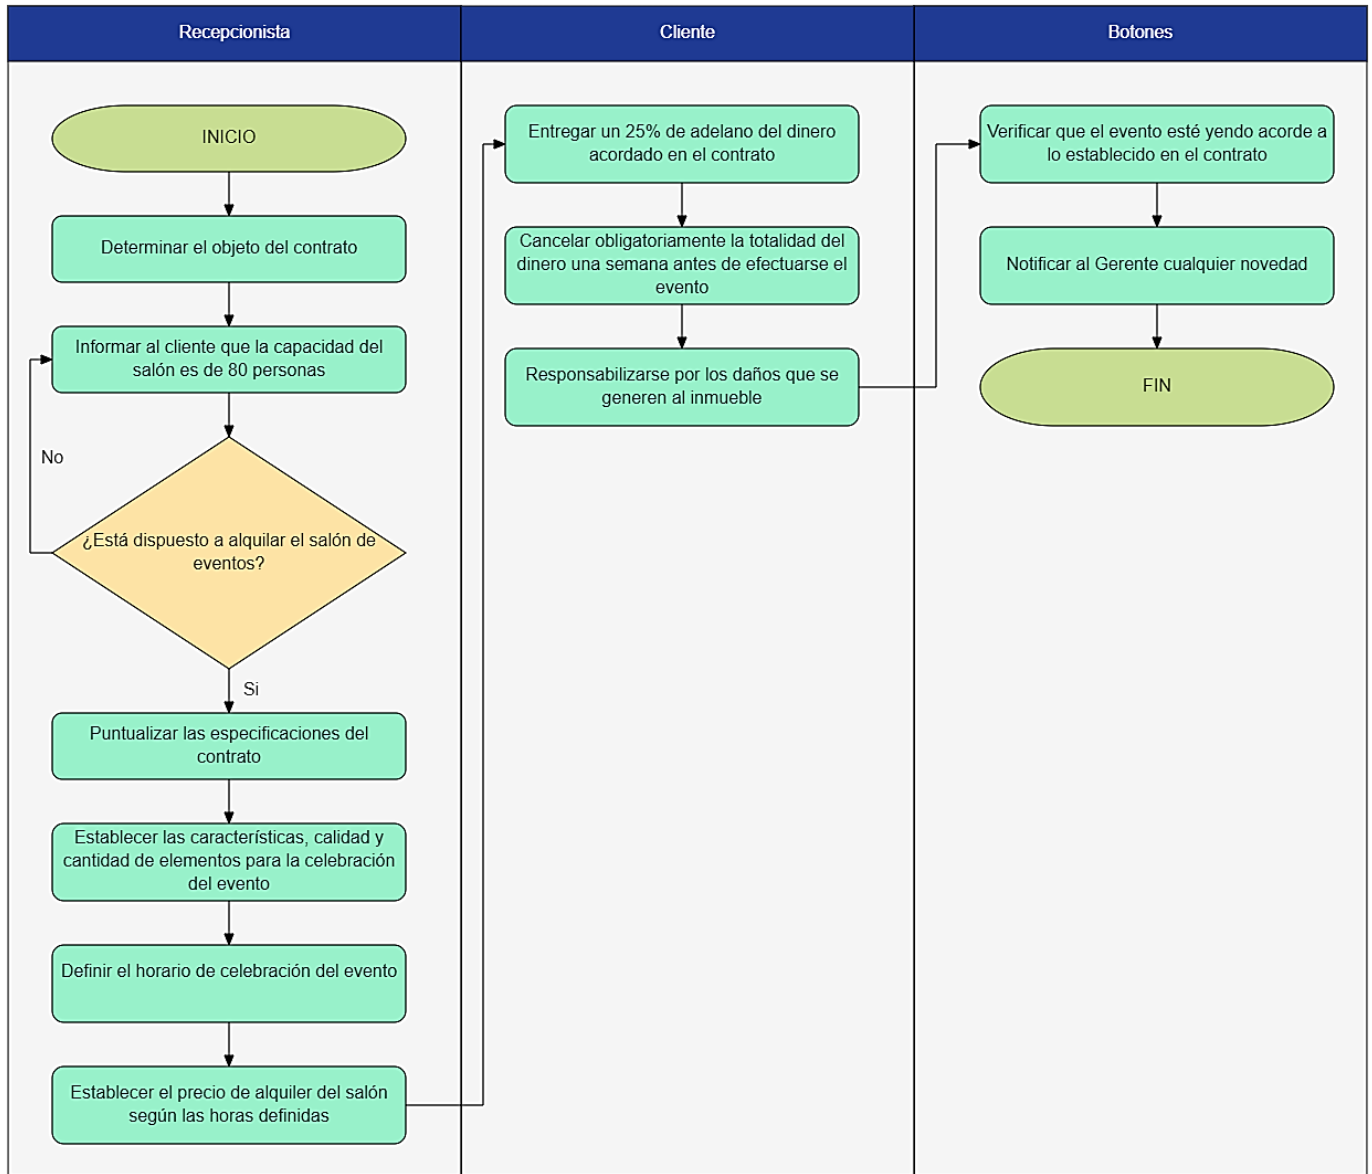 Recepcionista
Cliente
Botones
INICIO
Determinar el objeto del contrato
Informar al cliente que la capacidad del
salón es de 80 personas
No
¿Está dispuesto a alquilar el salón de
eventos?
Si
Puntualizar las especificaciones del
contrato
Establecer las características, calidad y
cantidad de elementos para la celebración
del evento
Definir el horario de celebración del evento
Establecer el precio de alquiler del salón
según las horas definidas
Entregar un 25% de adelano del dinero
acordado en el contrato
Cancelar obligatoriamente la totalidad del
dinero una semana antes de efectuarse el
evento
Responsabilizarse por los daños que se
generen al inmueble
Verificar que el evento esté yendo acorde a
lo establecido en el contrato
Notificar al Gerente cualquier novedad
FIN